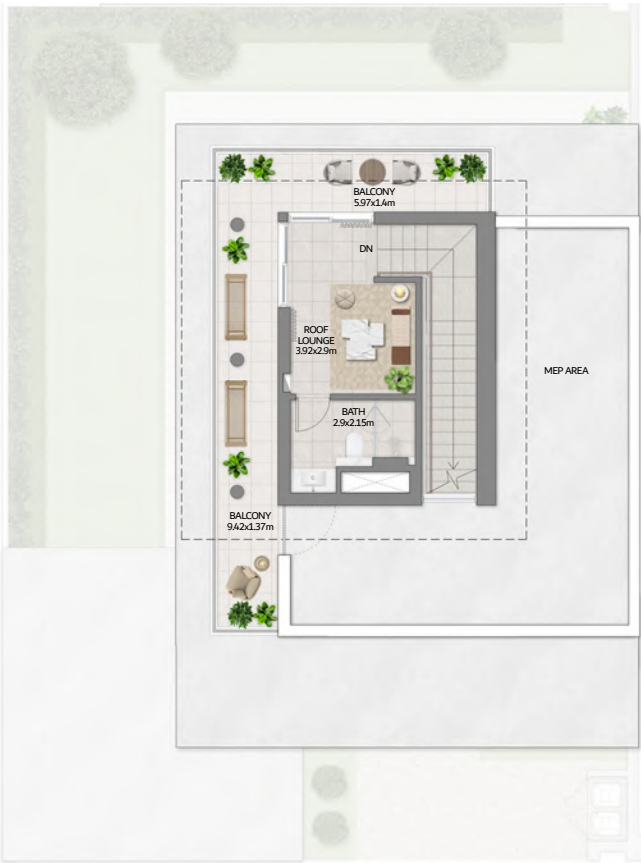 BALCONY
5.97x1.4m
DN
ROOF
LOUNGE
3.92x2.9m
MEP AREA
BATH
2.9x2.15m
BALCONY
9.42x1.37m